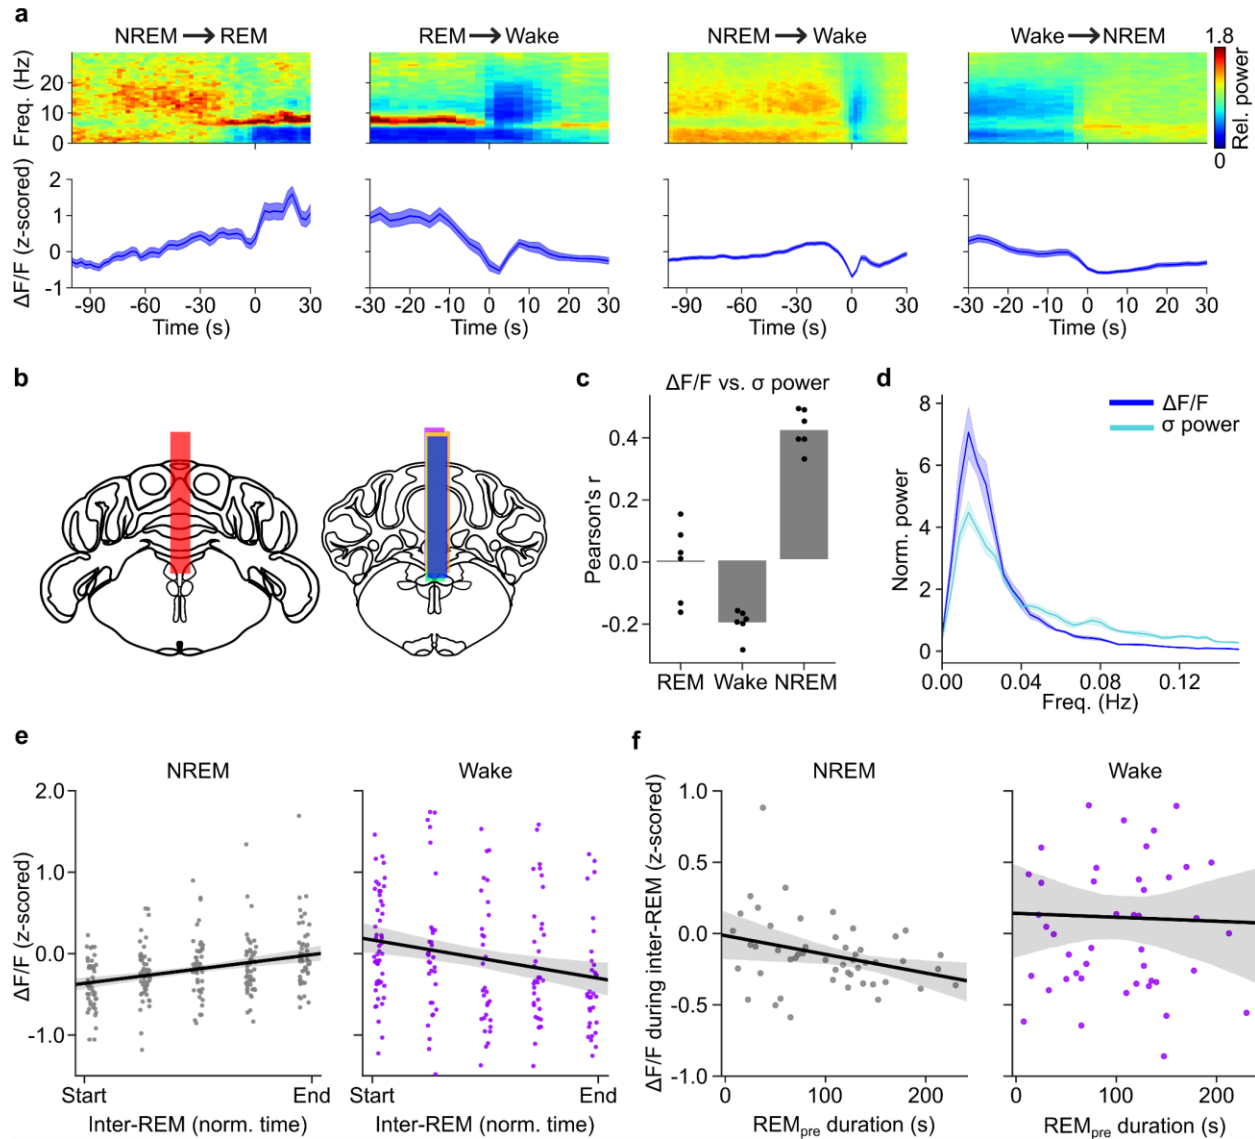 a
NREM → REM
REM → Wake
NREM → Wake
Wake → NREM
1.8
Rel. power
0
Freq. (Hz)
20
10
0
ΔF/F (z-scored)
2
1
0
-1
-90 -60 -30 0 30
Time (s)
-30 -20 -10 0 10 20 30
Time (s)
-90 -60 -30 0 30
Time (s)
-30 -20 -10 0 10 20 30
Time (s)
b
c
ΔF/F vs. σ power
Pearson's r
0.4
0.2
0.0
-0.2
REM Wake NREM
d
ΔF/F
σ power
Norm. power
8
6
4
2
0
0.00 0.04 0.08 0.12
Freq. (Hz)
e
NREM
Wake
ΔF/F (z-scored)
2.0
1.0
0.0
-1.0
Start End
Inter-REM (norm. time)
Start End
Inter-REM (norm. time)
f
NREM
Wake
ΔF/F during inter-REM (z-scored)
1.0
0.5
0.0
-0.5
-1.0
0 100 200
REMpre duration (s)
0 100 200
REMpre duration (s)